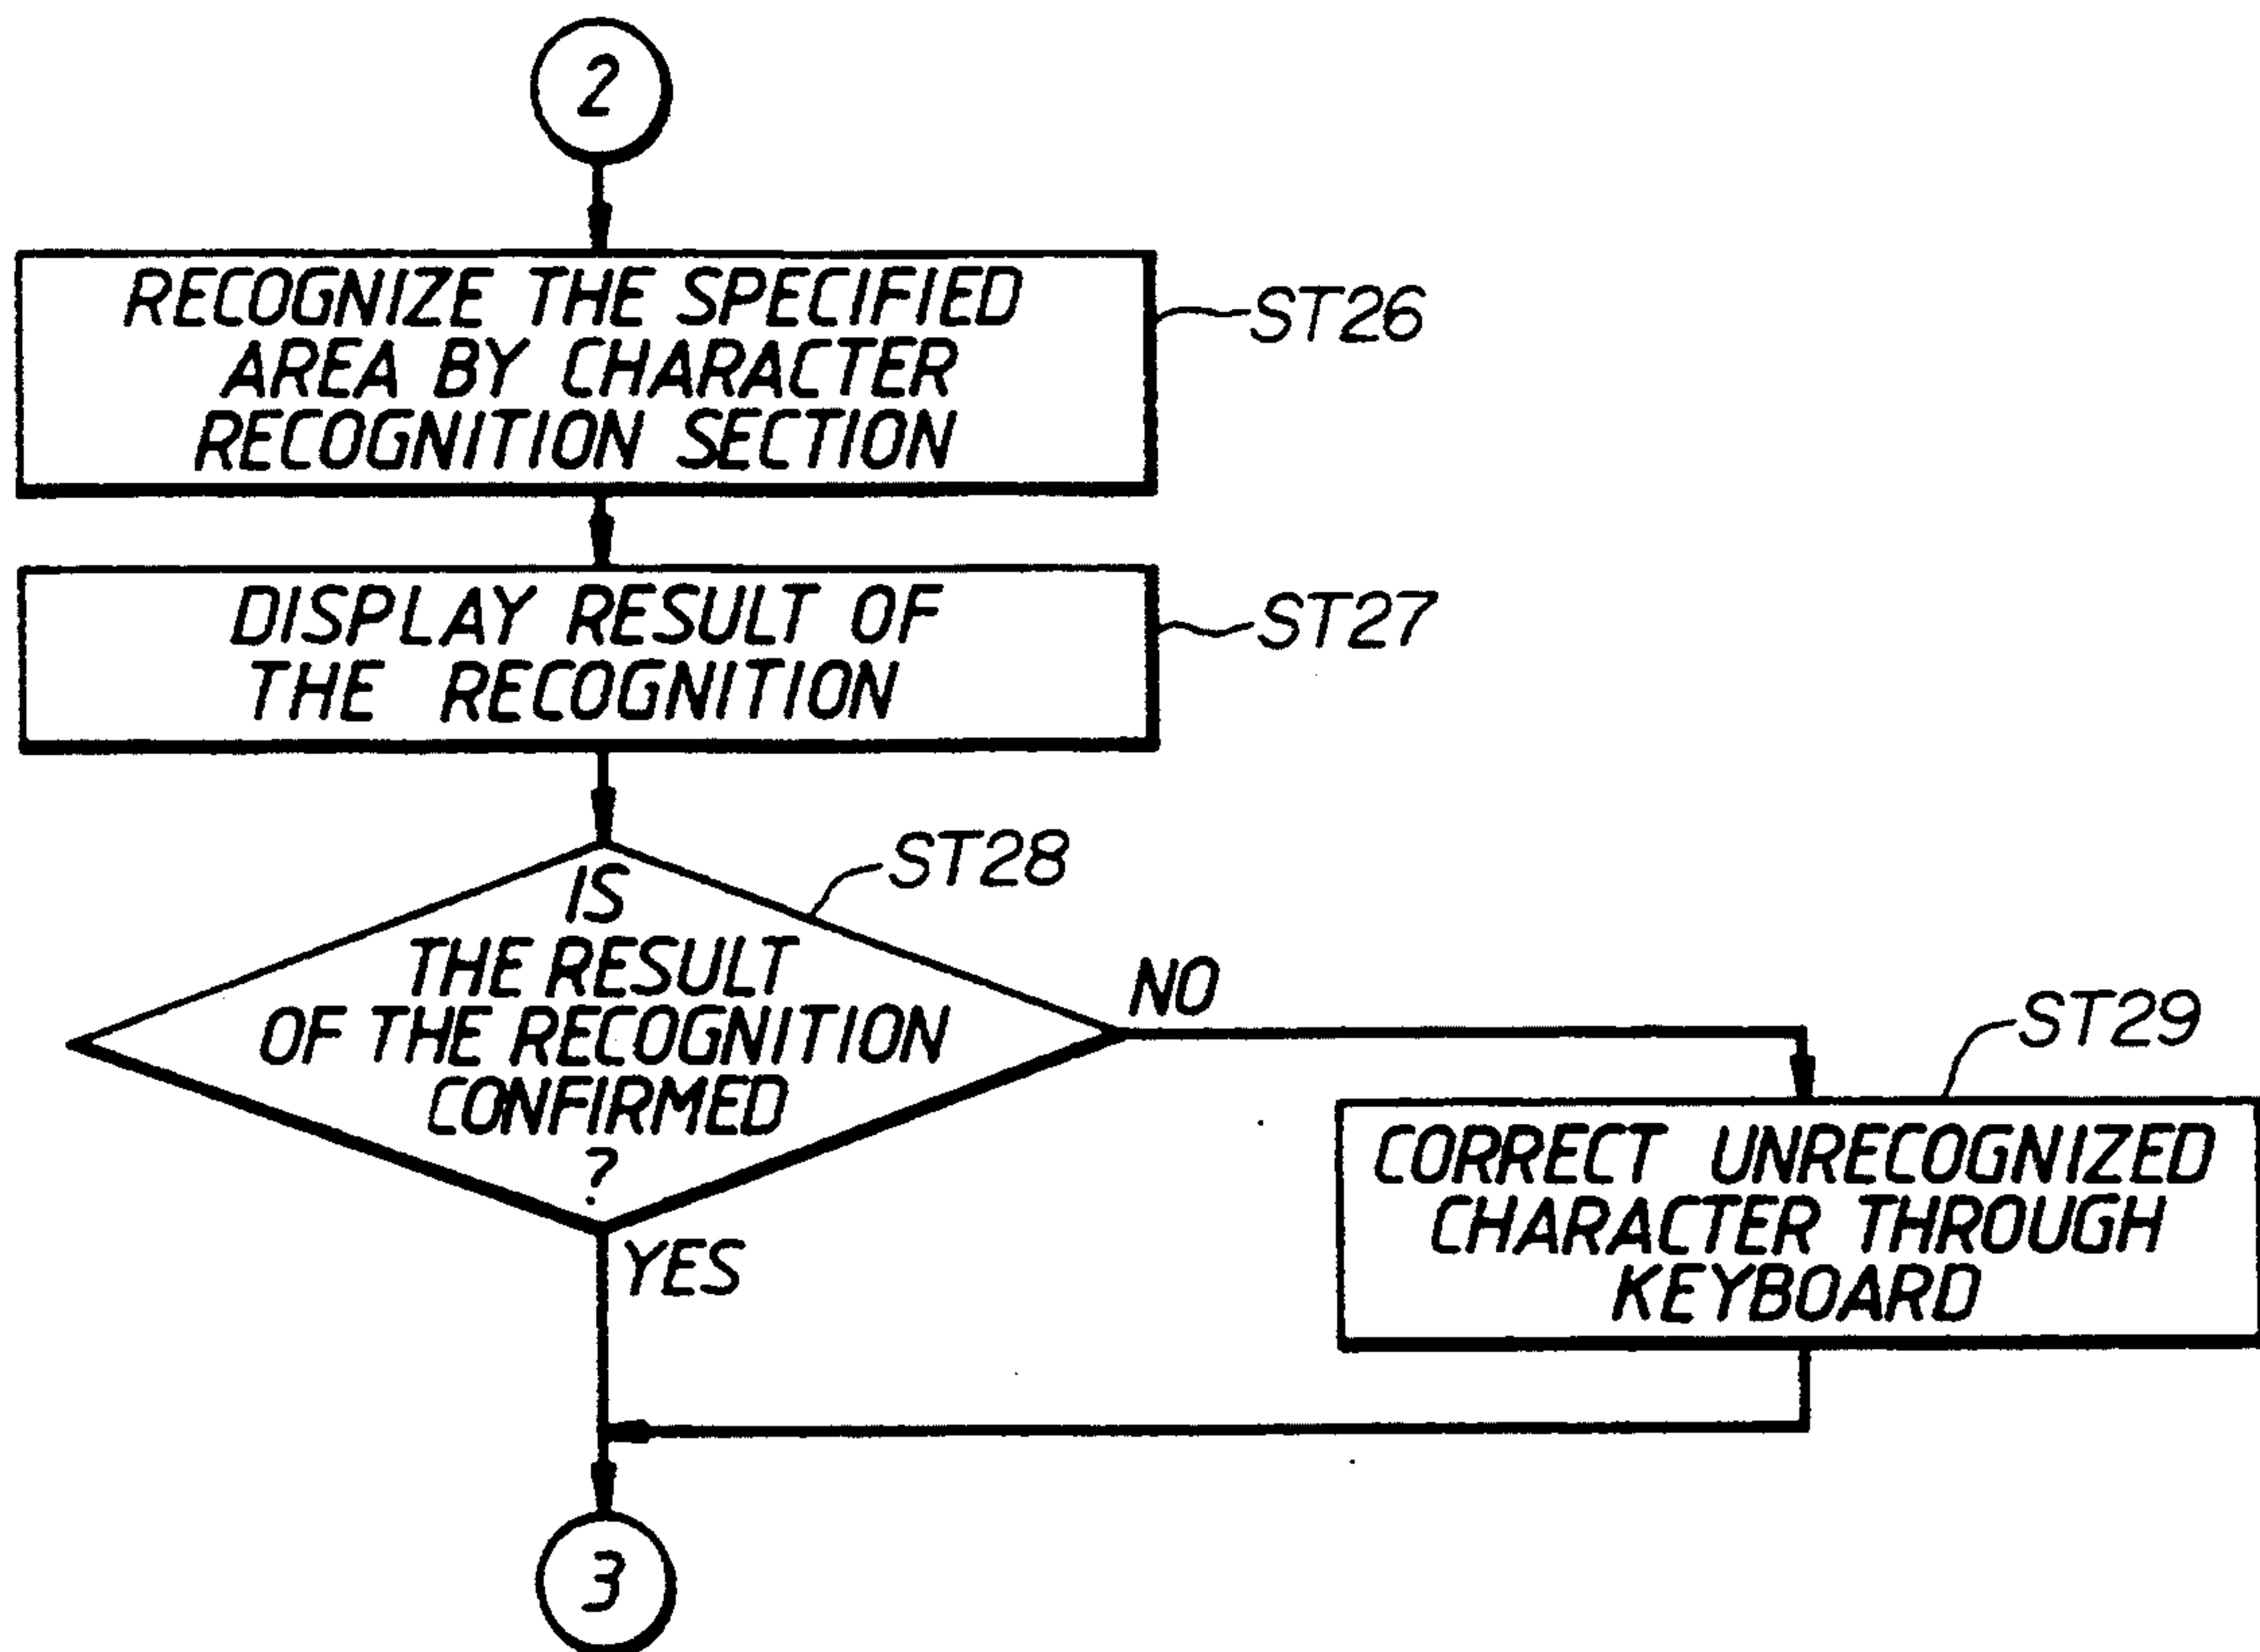 2
RECOGNIZE THE SPECIFIED
AREA BY CHARACTER
RECOGNITION SECTION
ST26
DISPLAY RESULT OF
THE RECOGNITION
ST27
ST28
IS
THE RESULT
OF THE RECOGNITION
CONFIRMED
?
NO
YES
ST29
CORRECT UNRECOGNIZED
CHARACTER THROUGH
KEYBOARD
3